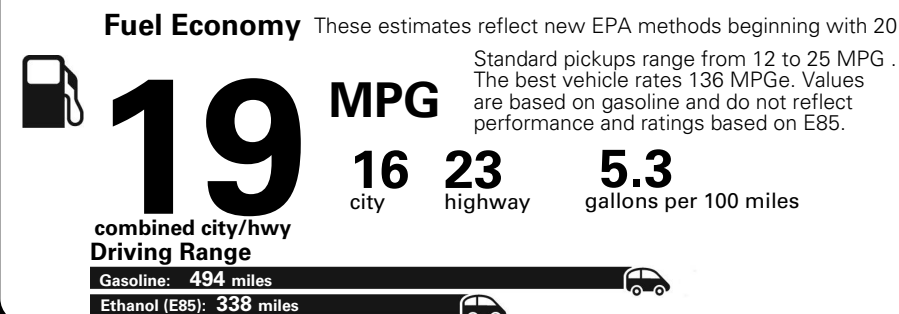 Fuel Economy These estimates reflect new EPA methods beginning with 20
Standard pickups range from 12 to 25 MPG .
The best vehicle rates 136 MPGe. Values
are based on gasoline and do not reflect
performance and ratings based on E85.
19 MPG
16 23 5.3
city highway gallons per 100 miles
combined city/hwy
Driving Range
Gasoline: 494 miles
Ethanol (E85): 338 miles